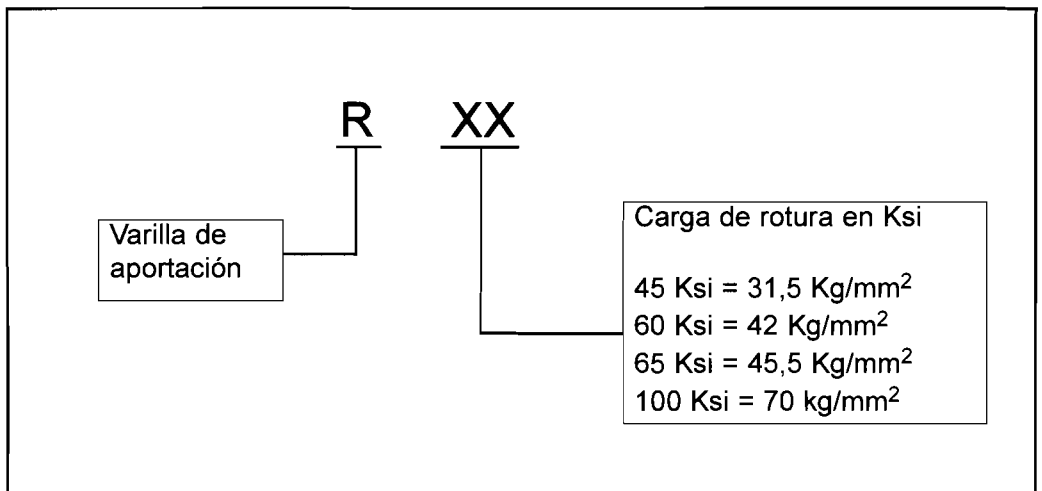 R XX
Varilla de
aportación
Carga de rotura en Ksi
45 Ksi = 31,5 Kg/mm²
60 Ksi = 42 Kg/mm²
65 Ksi = 45,5 Kg/mm²
100 Ksi = 70 kg/mm²